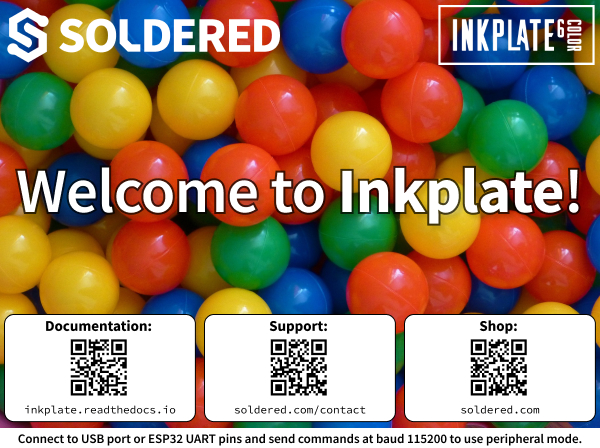 SOLDERED
INKPLATE 6 COLOR
Welcome to Inkplate!
Documentation:
inkplate.readthedocs.io
Support:
soldered.com/contact
Shop:
soldered.com
Connect to USB port or ESP32 UART pins and send commands at baud 115200 to use peripheral mode.